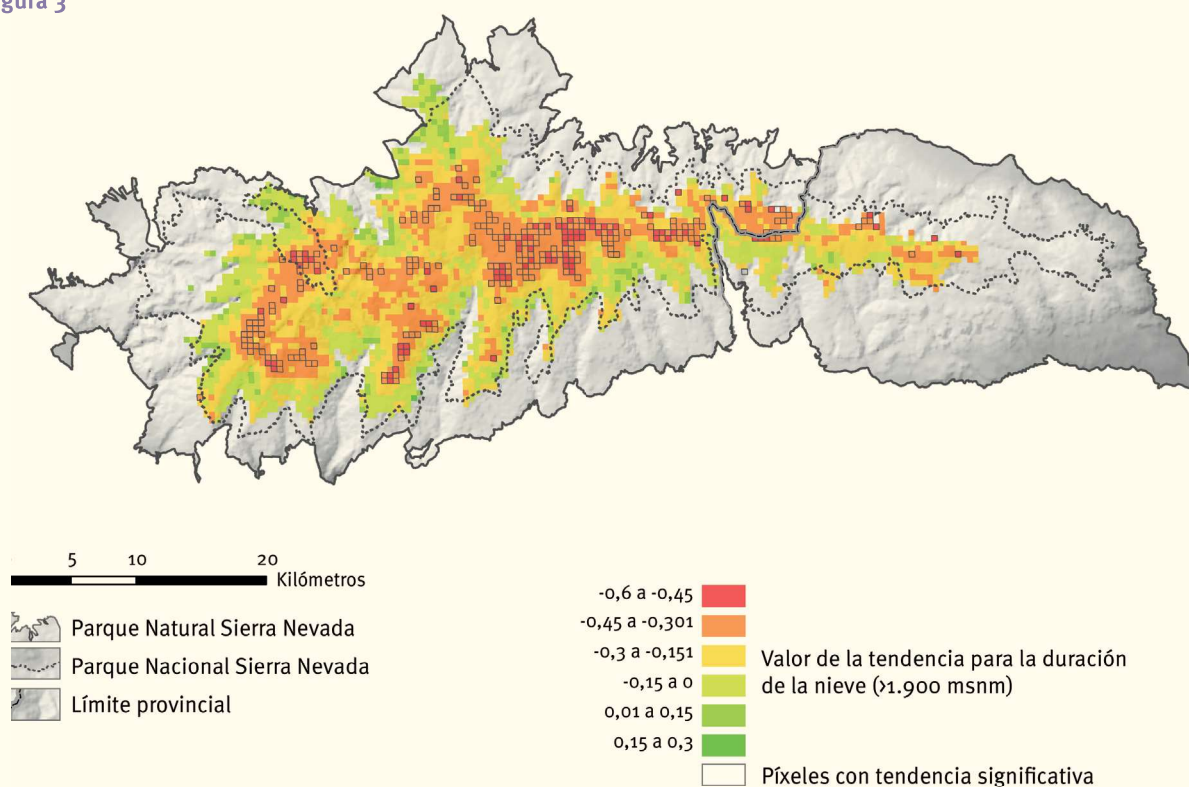 gura 3
5 10 20
Kilómetros
Parque Natural Sierra Nevada
Parque Nacional Sierra Nevada
Límite provincial
-0,6 a -0,45
-0,45 a -0,301
-0,3 a -0,151
-0,15 a 0
0,01 a 0,15
0,15 a 0,3
Valor de la tendencia para la duración
de la nieve (>1.900 msnm)
Píxeles con tendencia significativa